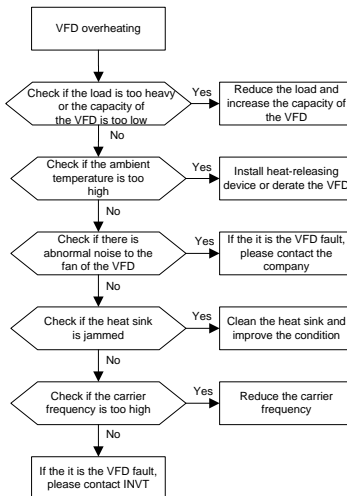 VFD overheating
Check if the load is too heavy
or the capacity of
the VFD is too low
Yes
Reduce the load and
increase the capacity of
the VFD
No
Check if the ambient
temperature is too
high
Yes
Install heat-releasing
device or derate the VFD
No
Check if there is
abnormal noise to the
fan of the VFD
Yes
If the it is the VFD fault,
please contact the
company
No
Check if the heat sink
is jammed
Yes
Clean the heat sink and
improve the condition
No
Check if the carrier
frequency is too high
Yes
Reduce the carrier
frequency
No
If the it is the VFD fault,
please contact INVT